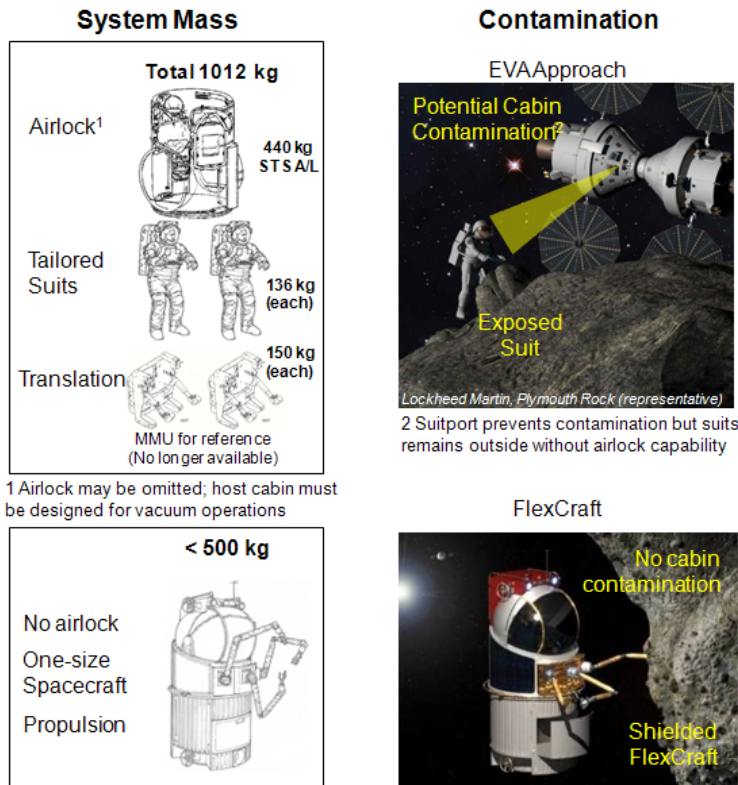 System Mass
Total 1012 kg
Airlock1
440 kg
STS A/L
Tailored
Suits
136 kg
(each)
150 kg
(each)
Translation
MMU for reference
(No longer available)
1 Airlock may be omitted; host cabin must
be designed for vacuum operations
< 500 kg
No airlock
One-size
Spacecraft
Propulsion
Contamination
EVA Approach
Potential Cabin
Contamination2
Exposed
Suit
Lockheed Martin, Plymouth Rock (representative)
2 Suitport prevents contamination but suits
remains outside without airlock capability
FlexCraft
No cabin
contamination
Shielded
FlexCraft